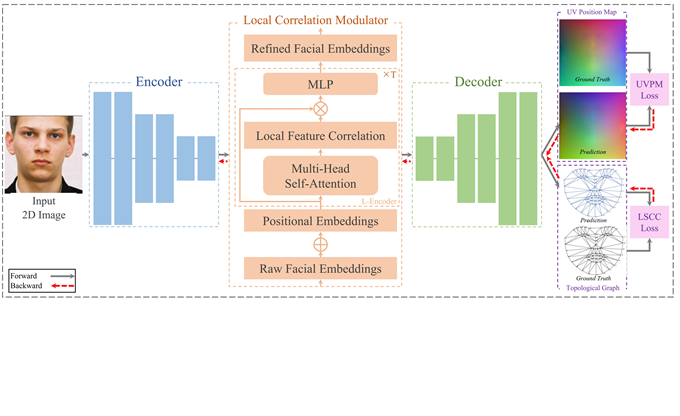 Local Correlation Modulator
UV Position Map
Refined Facial Embeddings
Ground Truth
Encoder
×T
Decoder
MLP
UVPM
Loss
Local Feature Correlation
Prediction
Multi-Head
Self-Attention
Input
2D Image
L-Encoder
Positional Embeddings
Prediction
LSCC
Loss
Raw Facial Embeddings
Forward
Backward
Ground Truth
Topological Graph